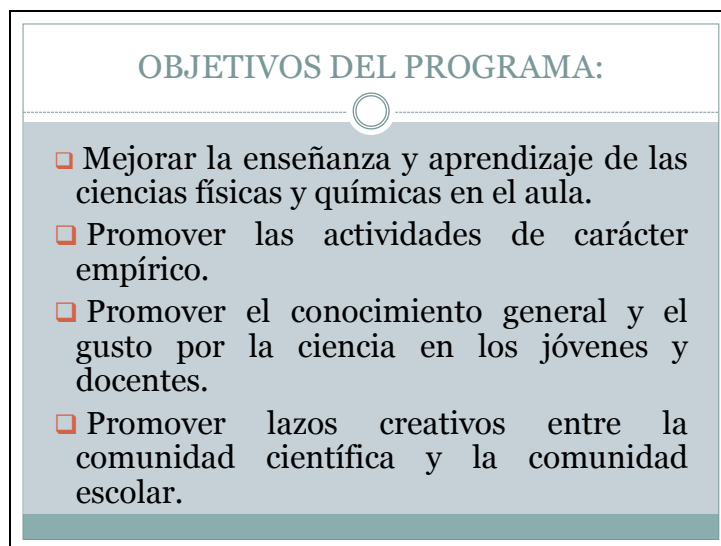 OBJETIVOS DEL PROGRAMA:
Mejorar la enseñanza y aprendizaje de las
ciencias físicas y químicas en el aula.
Promover las actividades de carácter
empírico.
Promover el conocimiento general y el
gusto por la ciencia en los jóvenes y
docentes.
Promover lazos creativos entre la
comunidad científica y la comunidad
escolar.